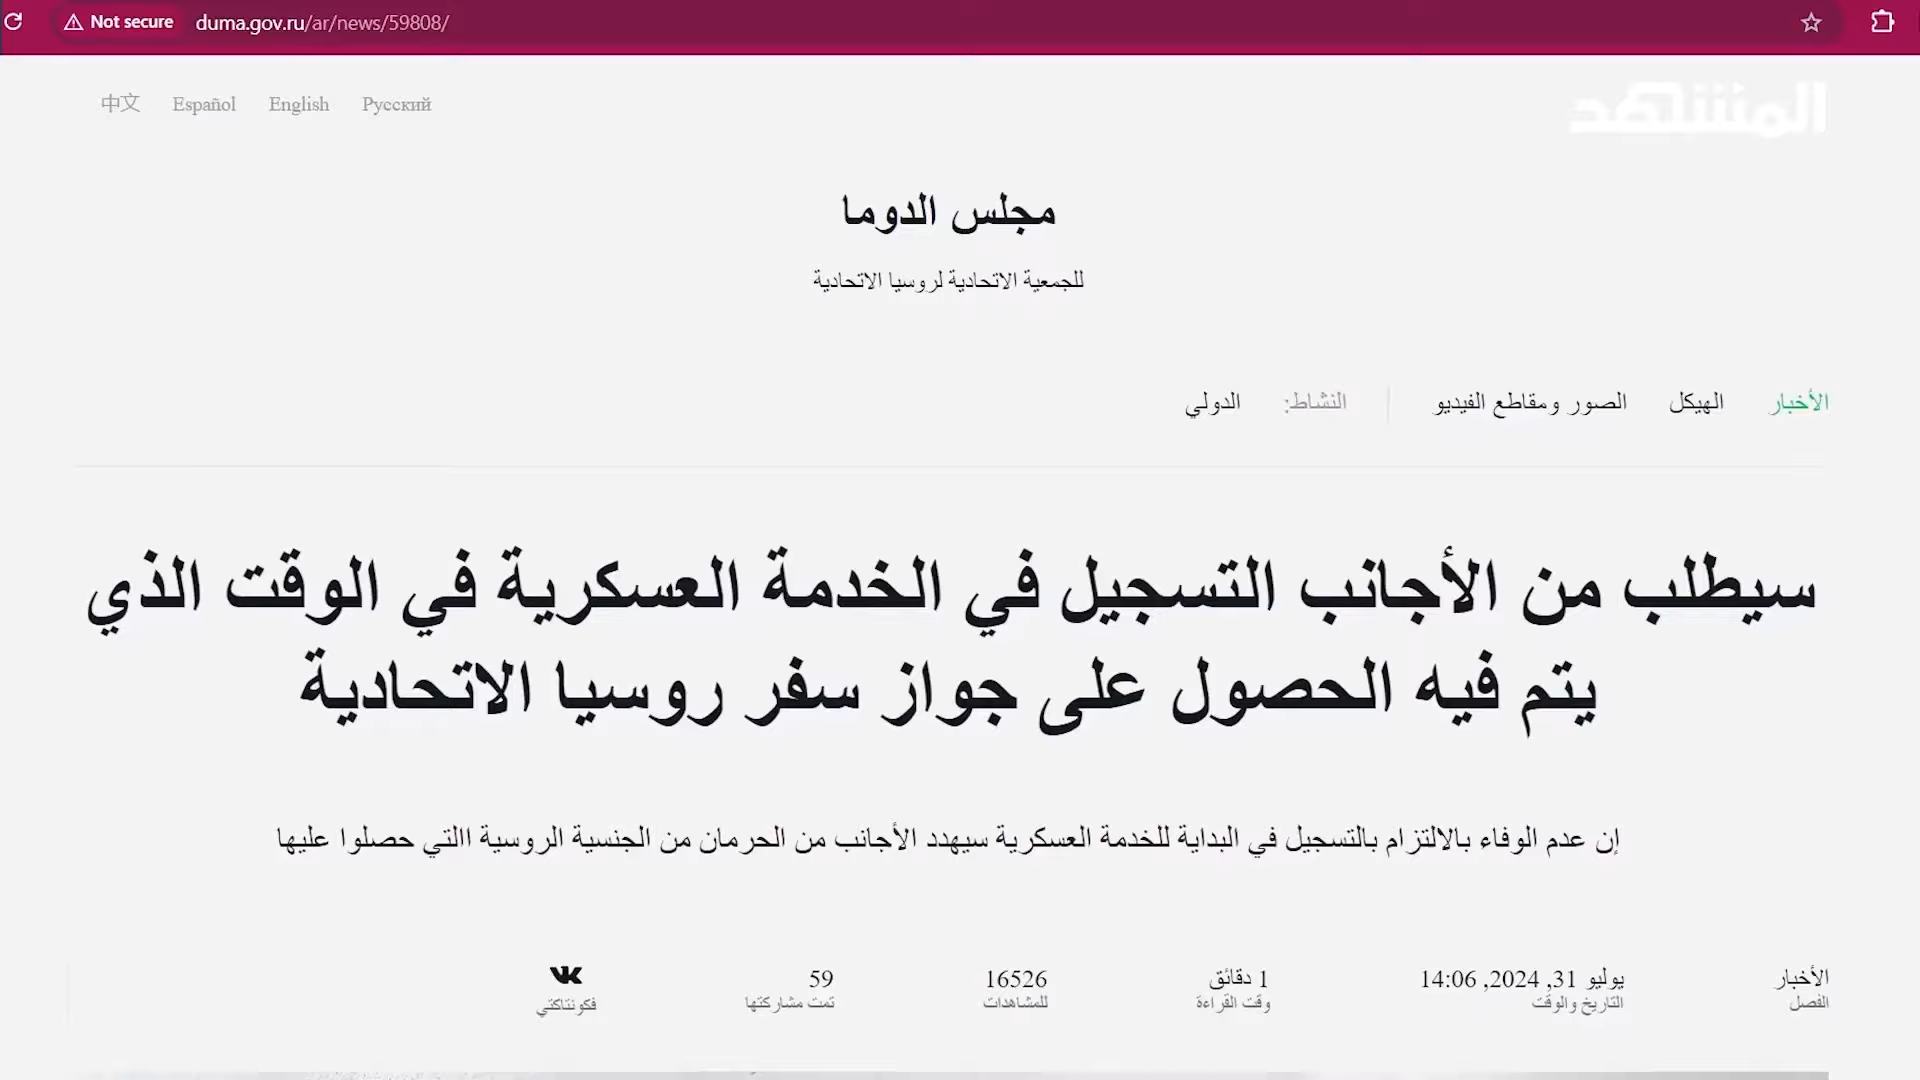 Not secure duma.gov.ru/ar/news/59808/
中文 Español English Русский
المشهد
مجلس الدوما
للجمعية الاتحادية لروسيا الاتحادية
الأخبار الهيكل الصور ومقاطع الفيديو النشاط: الدولي
سيطلب من الأجانب التسجيل في الخدمة العسكرية في الوقت الذي
يتم فيه الحصول على جواز سفر روسيا الاتحادية
إن عدم الوفاء بالالتزام بالتسجيل في البداية للخدمة العسكرية سيهدد الأجانب من الحرمان من الجنسية الروسية االتي حصلوا عليها
الأخبار يوليو 31, 2024, 14:06 1 دقائق 16526 59
الفصل التاريخ والوقت وقت القراءة للمشاهدات تمت مشاركتها فكونتاكتي